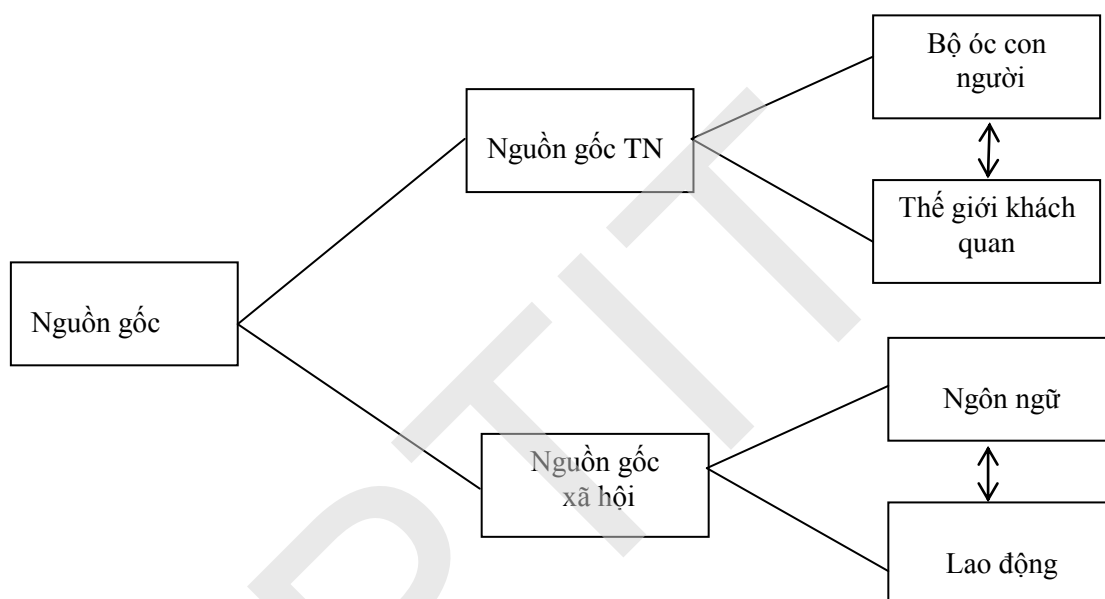 Bộ óc con
người
Nguồn gốc TN
Thế giới khách
quan
Nguồn gốc
Ngôn ngữ
Nguồn gốc
xã hội
Lao động
PTIT